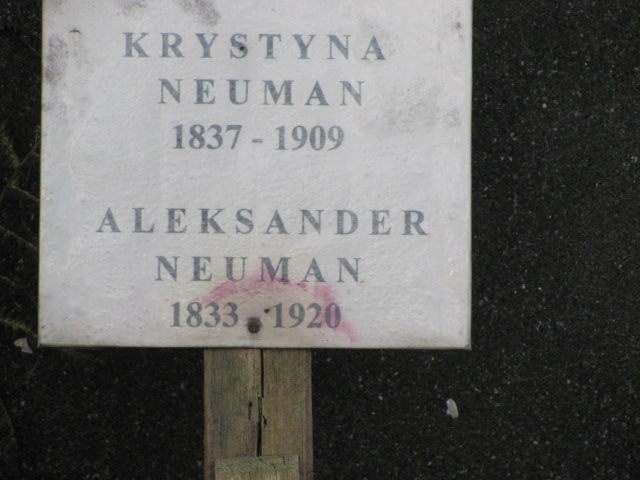 KRYSTYNA
NEUMAN
1837 - 1909
ALEKSANDER
NEUMAN
1833 1920